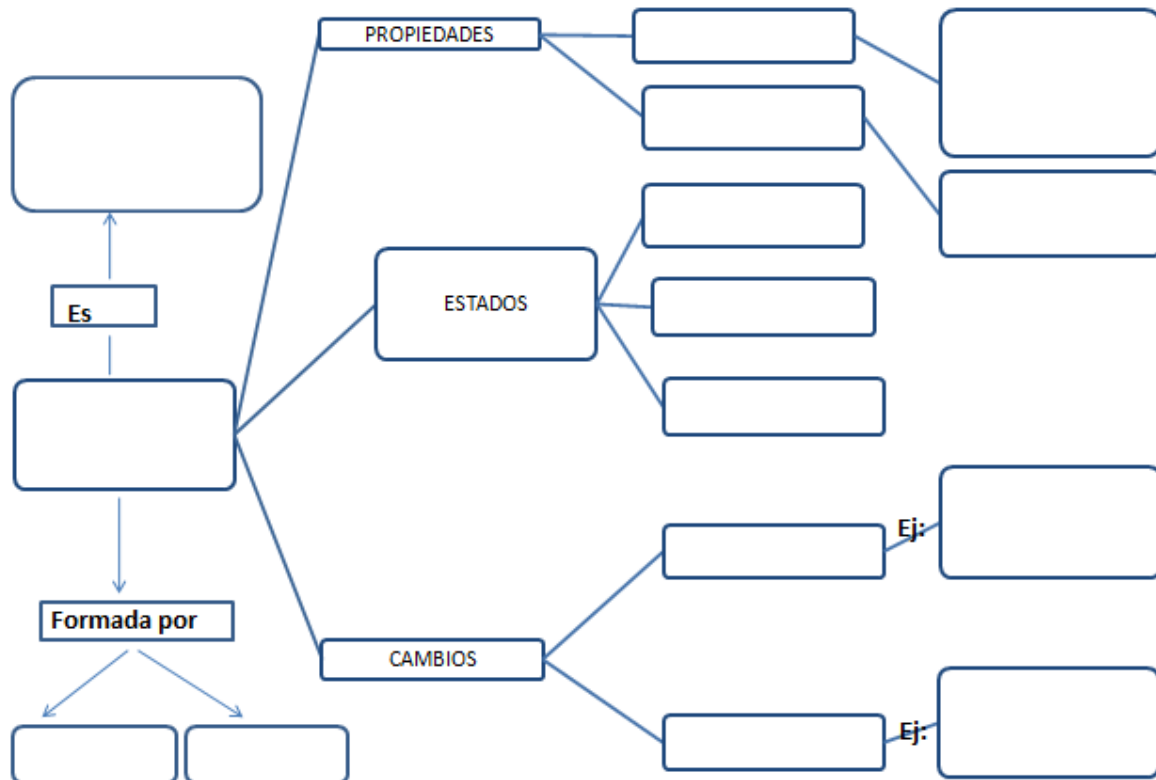 PROPIEDADES
Es
ESTADOS
Ej:
Formada por
CAMBIOS
Ej: